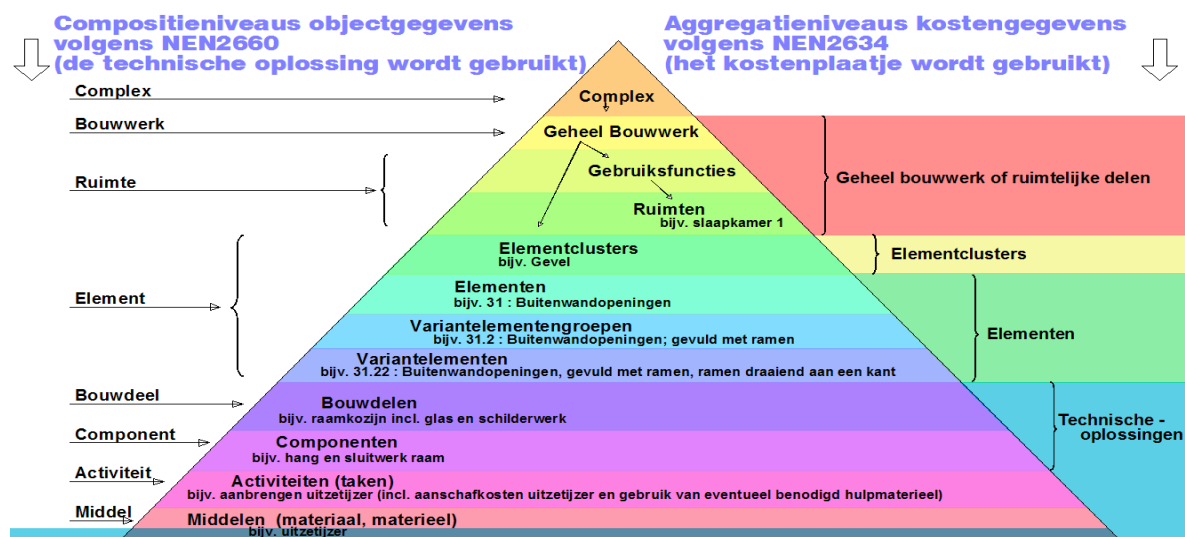 Compositieniveaus objectgegevens
volgens NEN2660
(de technische oplossing wordt gebruikt)
Aggregatieniveaus kostengegevens
volgens NEN2634
(het kostenplaatje wordt gebruikt)
Complex
Bouwwerk
Ruimte
Element
Bouwdeel
Component
Activiteit
Middel
Complex
Geheel Bouwwerk
Gebruiksfuncties
Ruimten
bijv. slaapkamer 1
Elementclusters
bijv. Gevel
Elementen
bijv. 31 : Buitenwandopeningen
Variantelementengroepen
bijv. 31.2 : Buitenwandopeningen; gevuld met ramen
Variantelementen
bijv. 31.22 : Buitenwandopeningen, gevuld met ramen, ramen draaiend aan een kant
Bouwdelen
bijv. raamkozijn incl. glas en schilderwerk
Componenten
bijv. hang en sluitwerk raam
Activiteiten (taken)
bijv. aanbrengen uitzetijzer (incl. aanschafkosten uitzetijzer en gebruik van eventueel benodigd hulpmaterieel)
Middelen (materiaal, materieel)
bijv. uitzetijzer
Geheel bouwwerk of ruimtelijke delen
Elementclusters
Elementen
Technische -
oplossingen